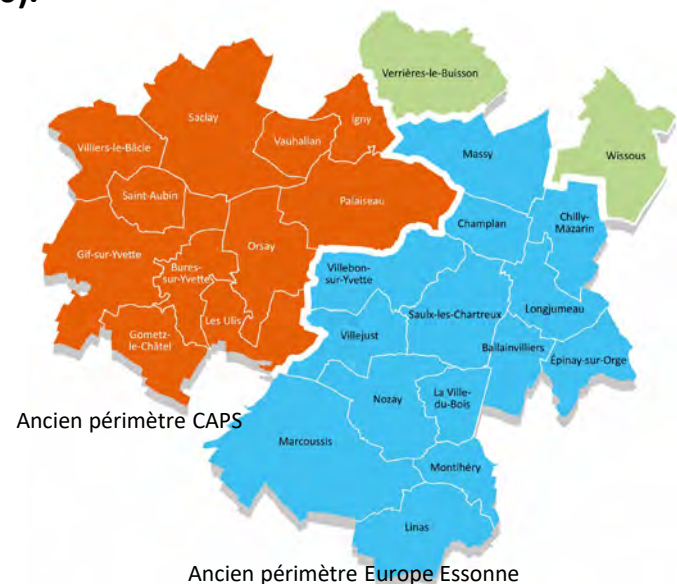 Verrières-le-Buisson
Saclay
Igny
Vauhallan
Massy
Villiers-le-Bâcle
Wissous
Saint-Aubin
Palaiseau
Champlan
Chilly-
Mazarin
Orsay
Gif-sur-Yvette
Bures-
sur-Yvette
Villebon-
sur-Yvette
Saulx-les-Chartreux
Longjumeau
Les Ulis
Gometz-
le-Châtel
Villejust
Ballainvilliers
Épinay-sur-Orge
Nozay
La Ville-
du-Bois
Ancien périmètre CAPS
Marcoussis
Montlhéry
Linas
Ancien périmètre Europe Essonne